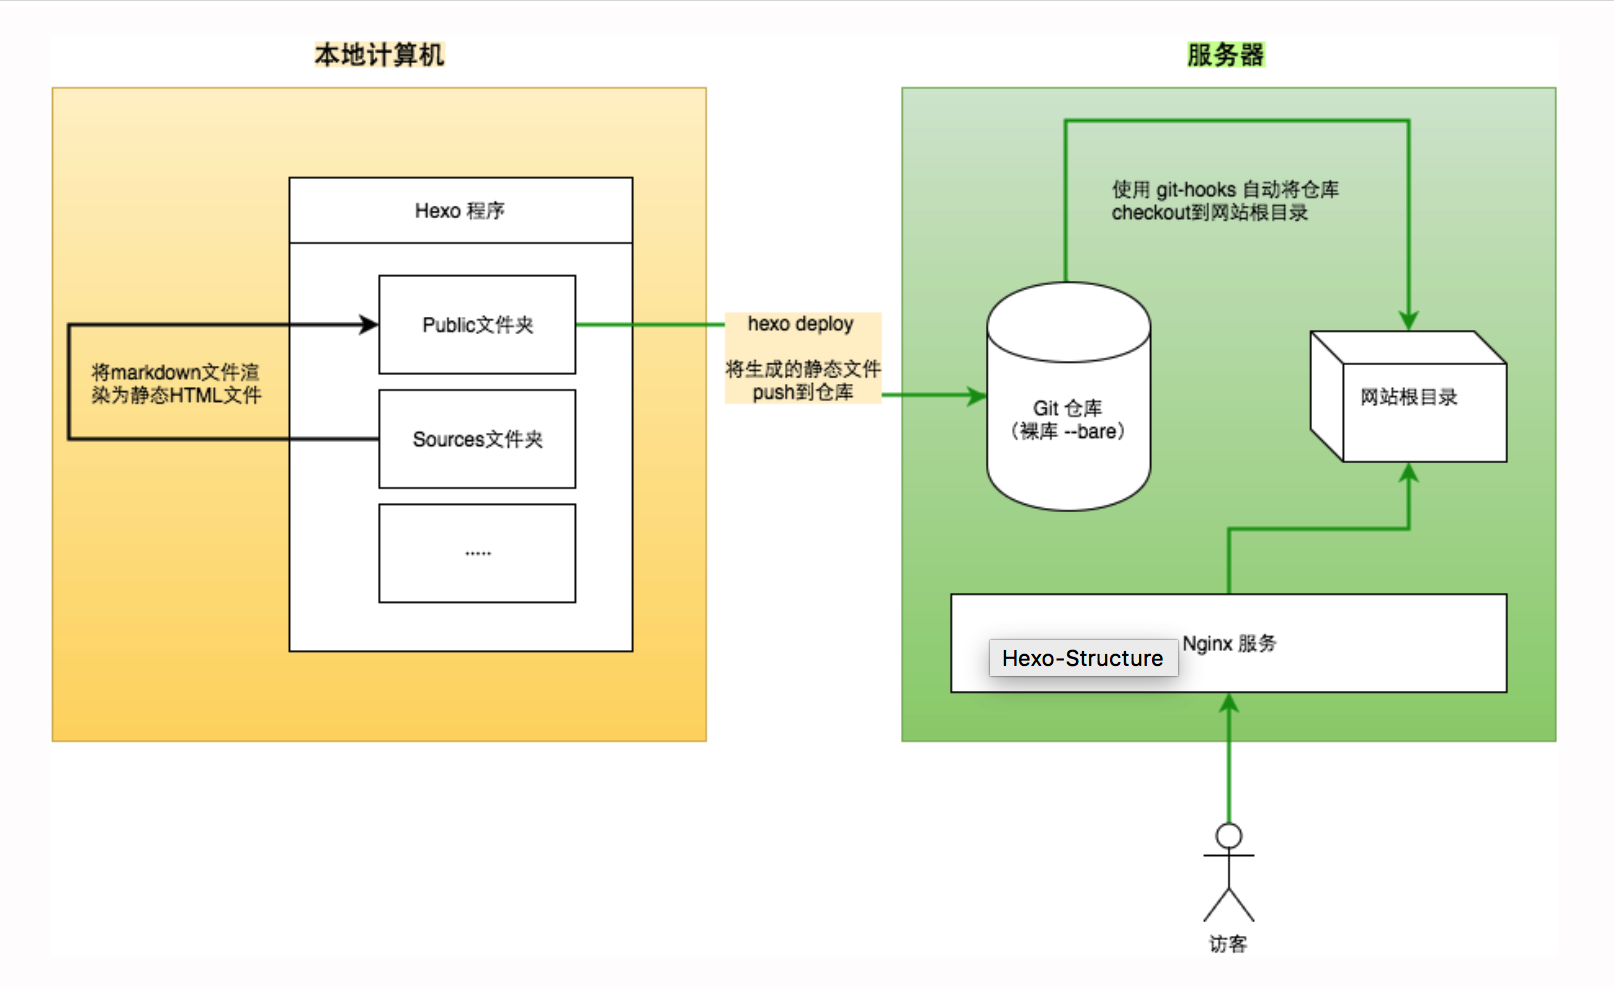 本地计算机
服务器
Hexo 程序
Public文件夹
将markdown文件渲
染为静态HTML文件
Sources文件夹
.....
hexo deploy
将生成的静态文件
push到仓库
使用 git-hooks 自动将仓库
checkout到网站根目录
Git 仓库
（裸库 --bare）
网站根目录
Nginx 服务
Hexo-Structure
访客